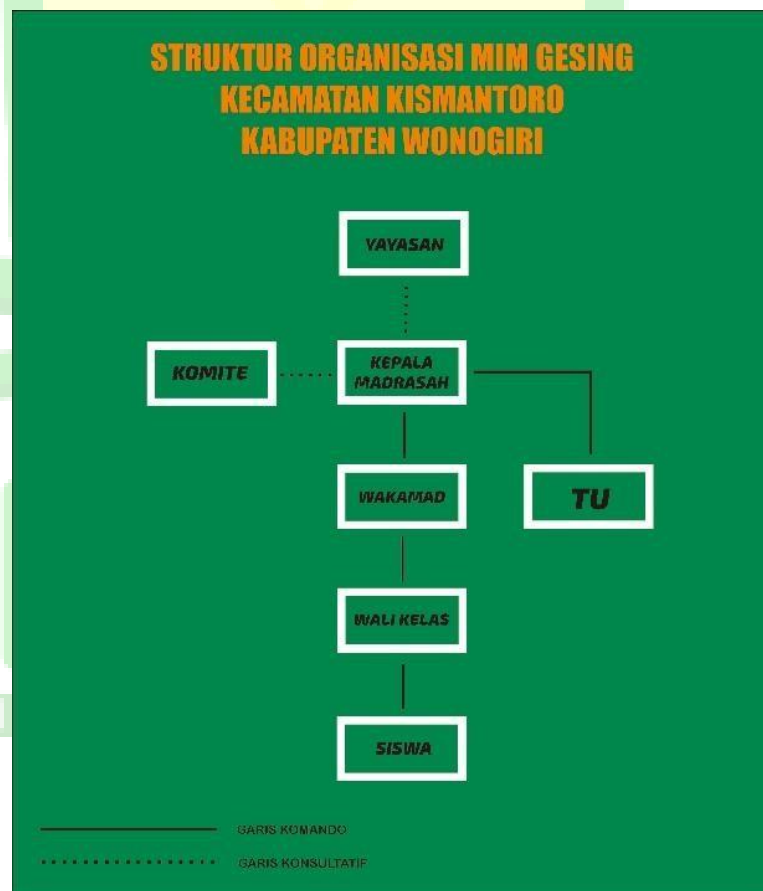 STRUKTUR ORGANISASI MIM GESING
KECAMATAN KISMANTORO
KABUPATEN WONOGIRI
YAYASAN
KOMITE
KEPALA
MADRASAH
WAKAMAD
TU
WALI KELAS
SISWA
GARIS KOMANDO
GARIS KONSULTATIF